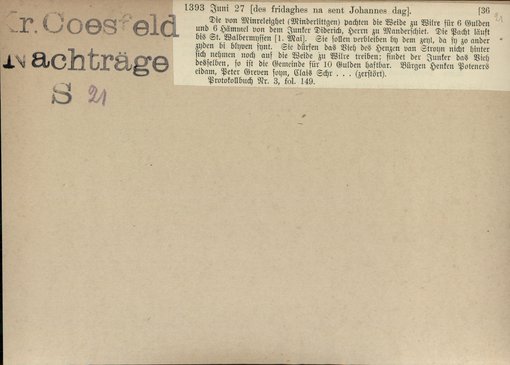 Kr. Coesfeld
Nachträge
S 21
1393 Juni 27 [des fridaghes na sent Johannes dag]. [36
Die von Minreleighet (Minderlittgen) pachten die Weide zu Wilre für 6 Gulden
und 6 Hämmel von dem Junker Diderich, Herrn zu Manderschiet. Die Pacht läuft
bis St. Walbermyssen [1. Mai]. Sie sollen verbleiben by dem zeyl, da sy zo ander
zyden bi blyven synt. Sie dürfen das Vieh des Henzen van Stroyn nicht hinter
sich nehmen noch auf die Weide zu Wilre treiben; findet der Junker das Vieh
desselben, so ist die Gemeinde für 10 Gulden haftbar. Bürgen Henken Poteners
eidam, Peter Greven soyn, Clais Schr . . . (zerstört).
Protokollbuch Nr. 3, fol. 149.